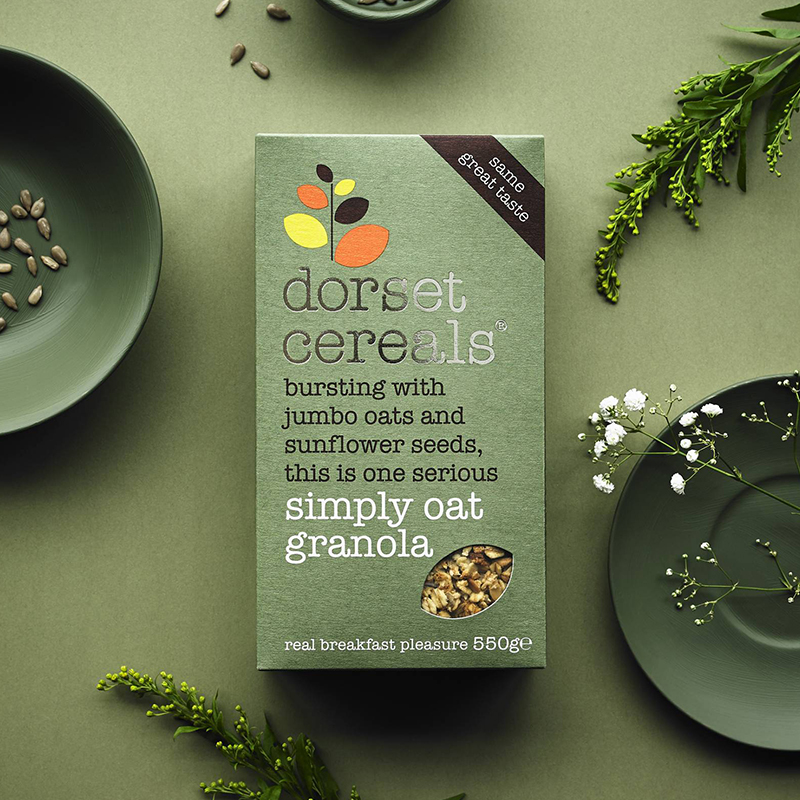 same
great taste
dorset
cereals®
bursting with
jumbo oats and
sunflower seeds,
this is one serious
simply oat
granola
real breakfast pleasure 550g℮